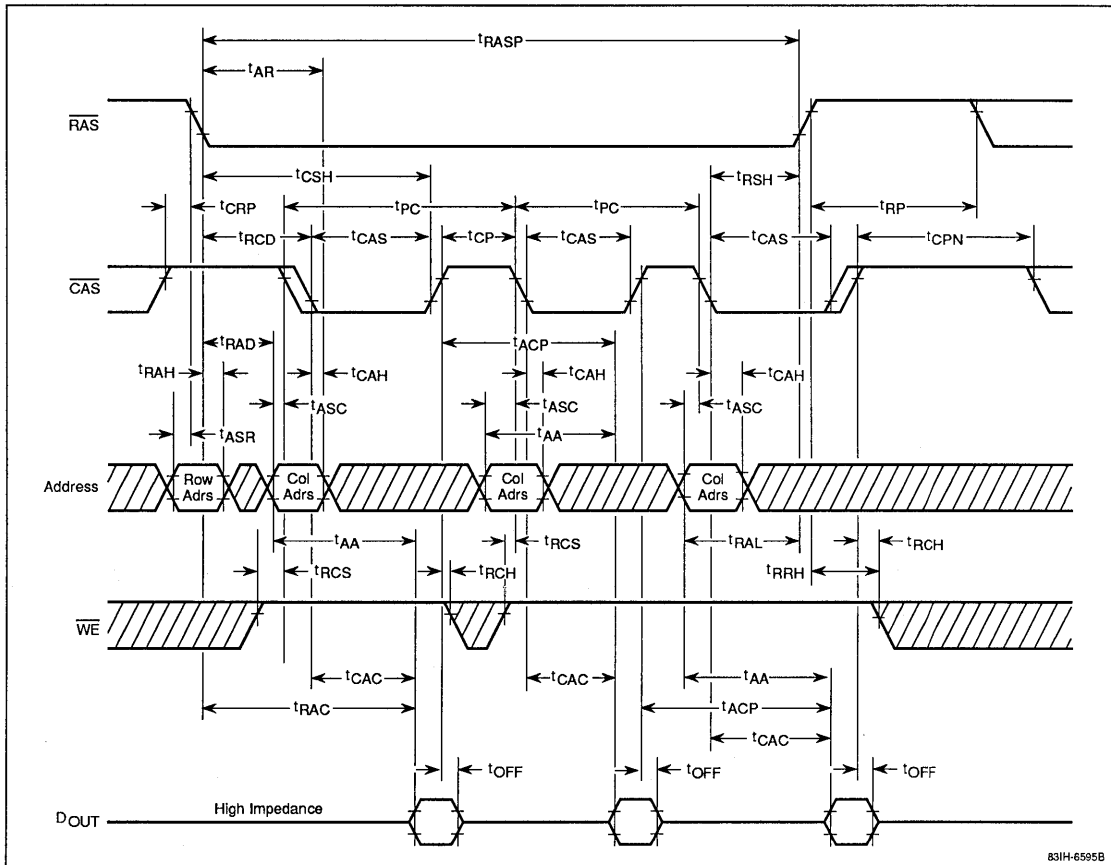 tRASP
tAR
RAS
tCSH
tRSH
tCRP
tPC
tPC
tRP
tRCD
tCAS
tCP
tCAS
tCAS
tCPN
CAS
tRAD
tACP
tRAH
tCAH
tCAH
tCAH
tASC
tASC
tASC
tASR
tAA
Address
Row Adrs
Col Adrs
Col Adrs
Col Adrs
tAA
tRCS
tRAL
tRCH
tRCS
tRCH
tRRH
WE
tCAC
tCAC
tAA
tRAC
tACP
tCAC
tOFF
tOFF
tOFF
High Impedance
DOUT
83IH-6595B